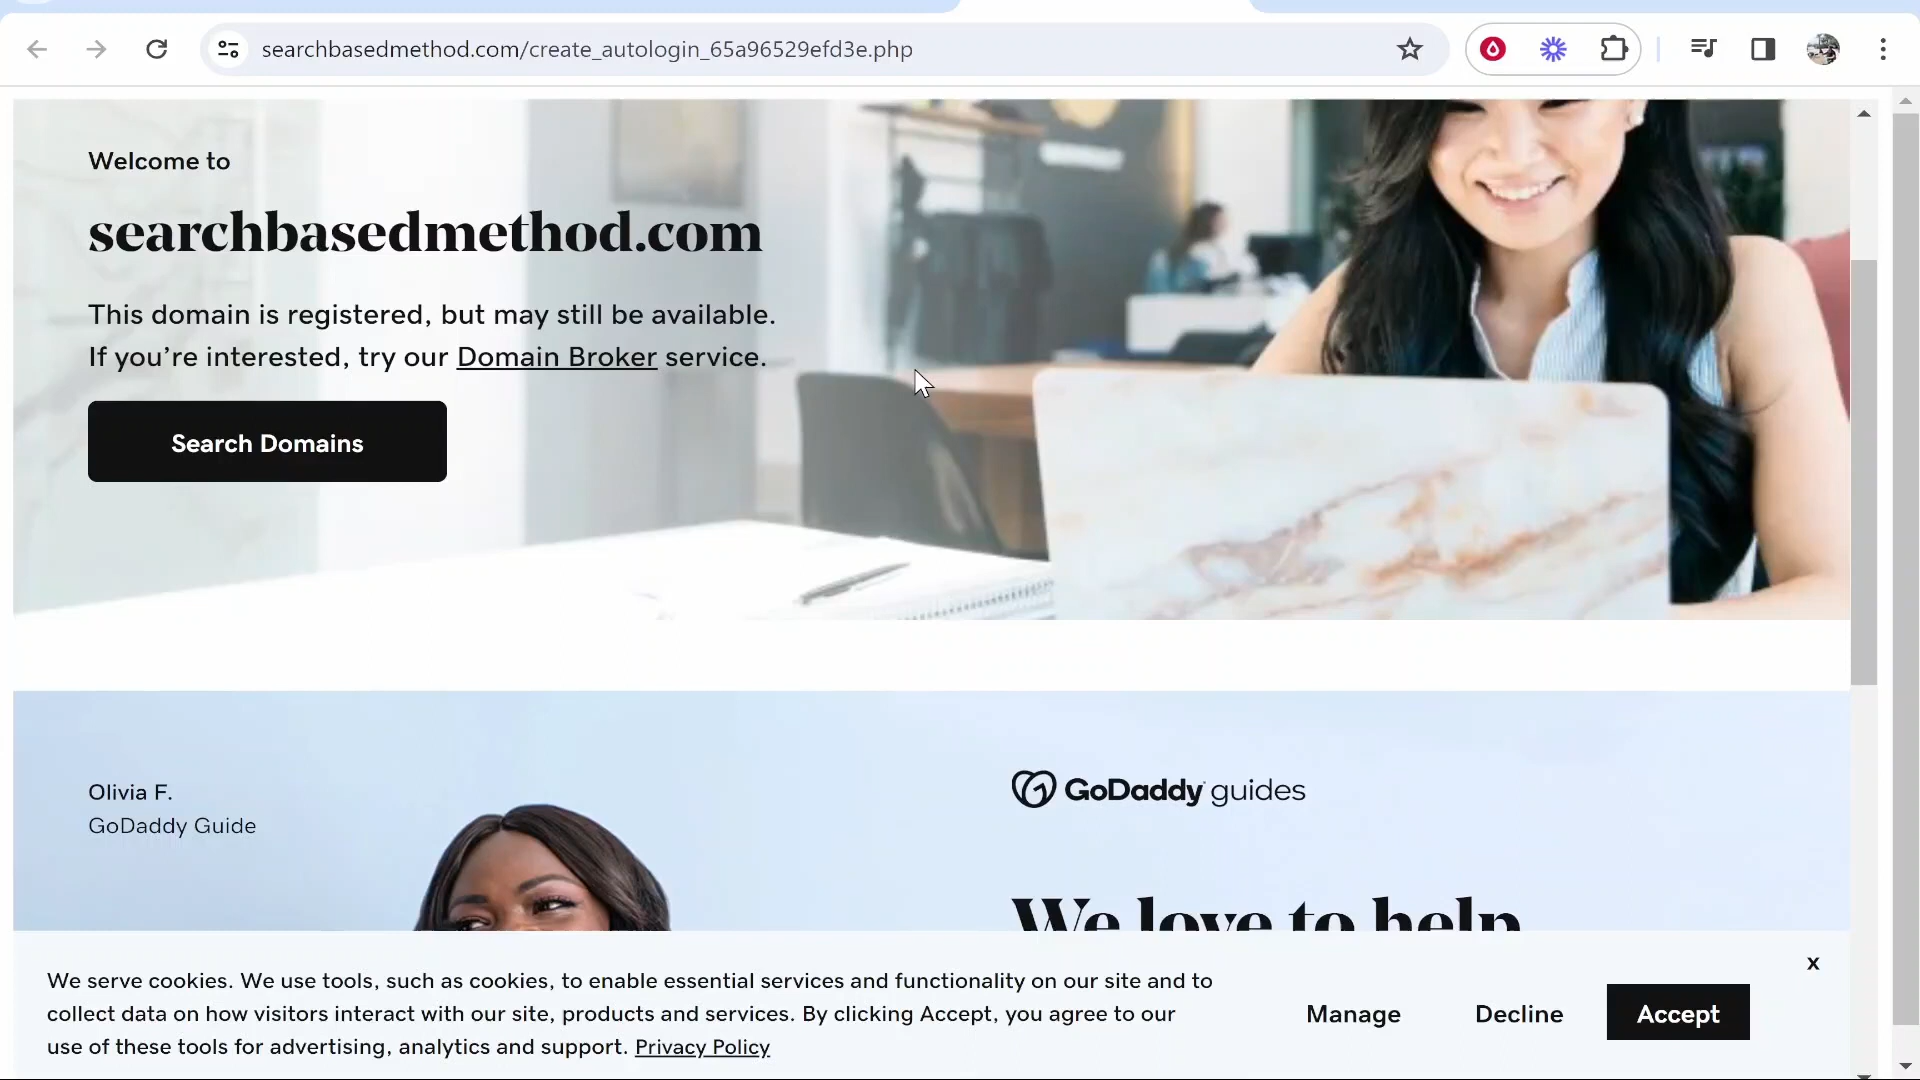 searchbasedmethod.com/create_autologin_65a96529efd3e.php
Welcome to
searchbasedmethod.com
This domain is registered, but may still be available.
If you’re interested, try our Domain Broker service.
Search Domains
Olivia F.
GoDaddy Guide
GoDaddy guides
We love to help
We serve cookies. We use tools, such as cookies, to enable essential services and functionality on our site and to
collect data on how visitors interact with our site, products and services. By clicking Accept, you agree to our
use of these tools for advertising, analytics and support. Privacy Policy
Manage
Decline
Accept
x